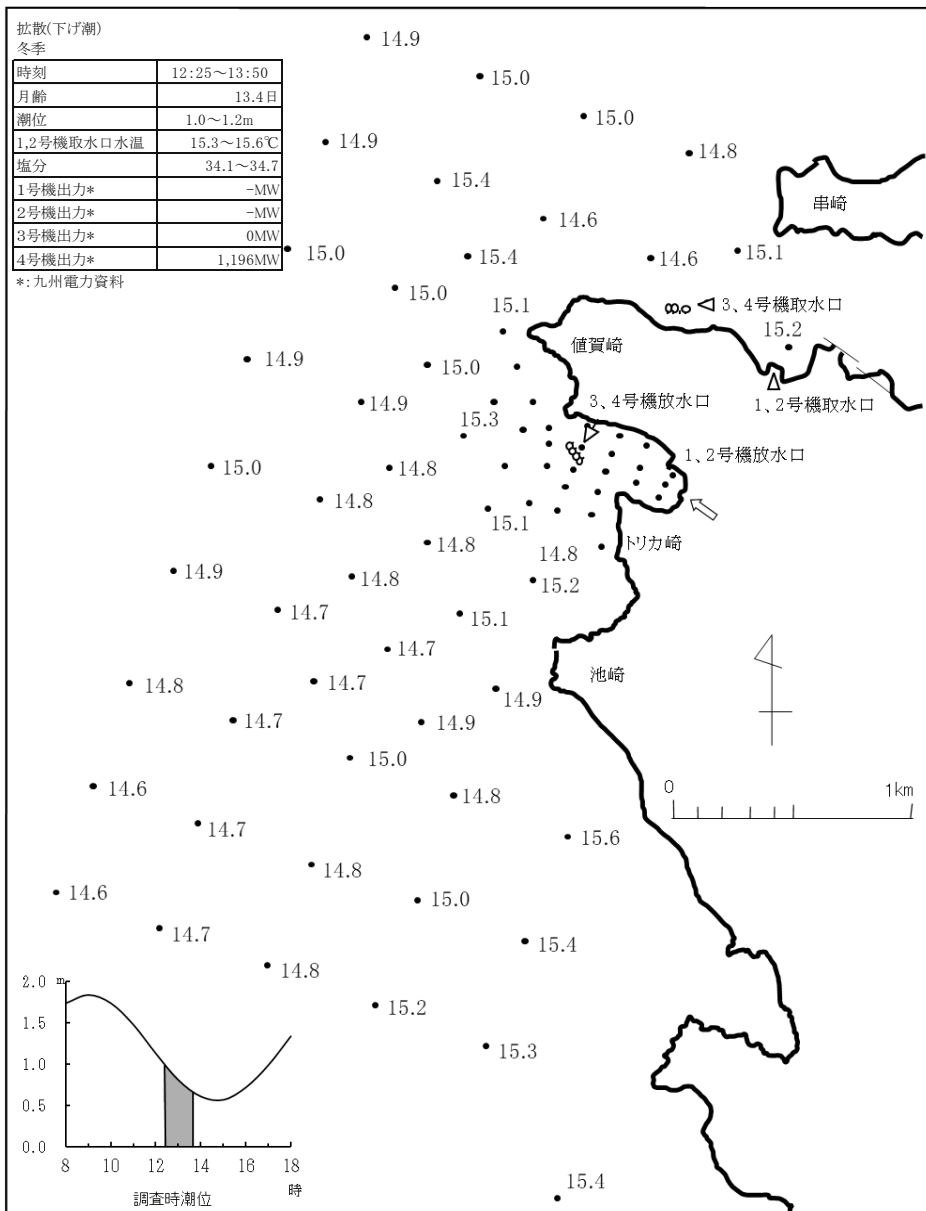 拡散(下げ潮)
冬季
時刻 12:25～13:50
月齢 13.4日
潮位 1.0～1.2m
1,2号機取水口水温 15.3～15.6℃
塩分 34.1～34.7
1号機出力* -MW
2号機出力* -MW
3号機出力* 0MW
4号機出力* 1,196MW
*:九州電力資料
14.9
15.0
15.0
14.9
14.8
15.4
串崎
14.6
15.0
15.4
14.6
15.1
15.0
15.1
3、4号機取水口
15.2
値賀崎
14.9
15.0
14.9
3、4号機放水口
1、2号機取水口
15.3
15.0
14.8
1、2号機放水口
14.8
15.1
14.8
14.8
トリカ崎
14.9
14.8
15.2
14.7
15.1
14.7
14.8
14.7
14.9
池崎
14.7
14.9
15.0
14.6
14.8
0 1km
14.7
15.6
14.8
14.6
15.0
14.7
15.4
14.8
15.2
15.3
15.4
2.0 m
1.5
1.0
0.5
0.0
8 10 12 14 16 18
時
調査時潮位